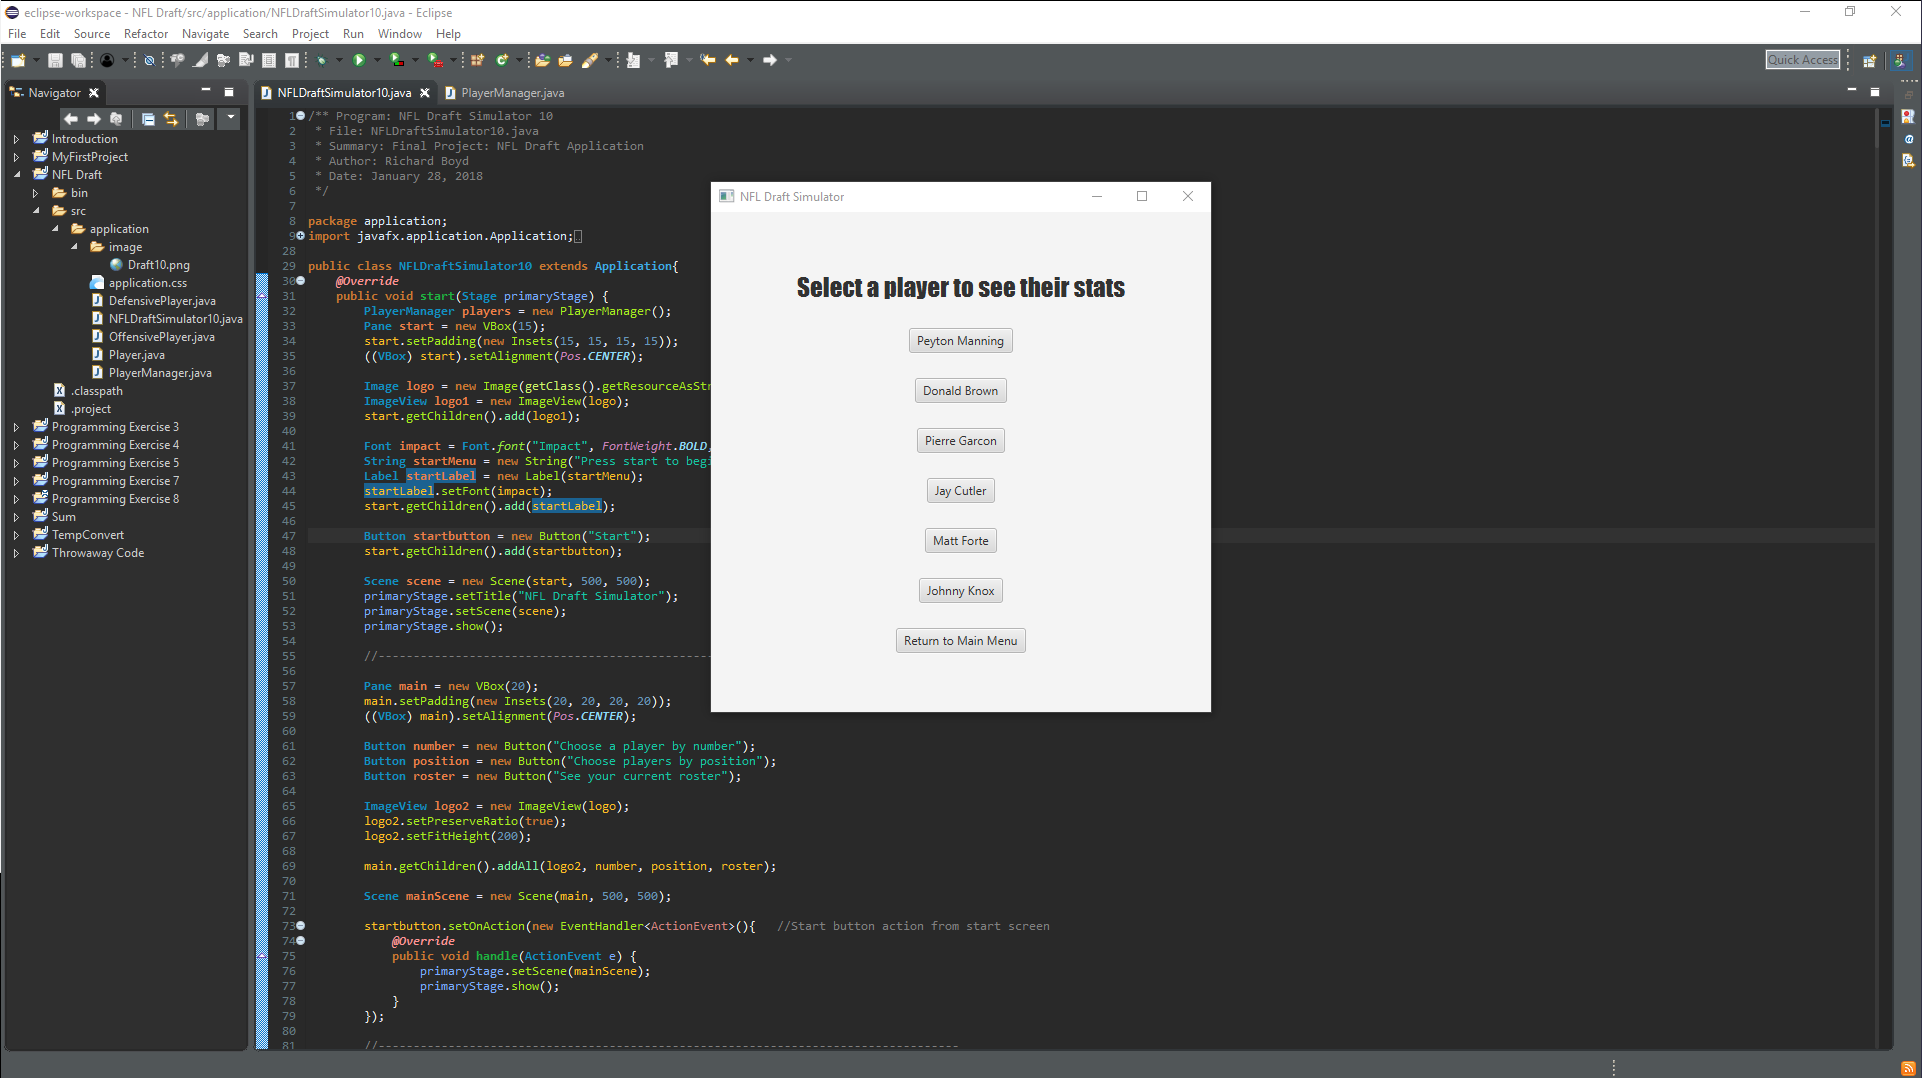 eclipse-workspace - NFL Draft/src/application/NFLDraftSimulator10.java - Eclipse
File Edit Source Refactor Navigate Search Project Run Window Help
Quick Access
Navigator
NFLDraftSimulator10.java
PlayerManager.java
Introduction
MyFirstProject
NFL Draft
bin
src
application
image
Draft10.png
application.css
DefensivePlayer.java
NFLDraftSimulator10.java
OffensivePlayer.java
Player.java
PlayerManager.java
.classpath
.project
Programming Exercise 3
Programming Exercise 4
Programming Exercise 5
Programming Exercise 7
Programming Exercise 8
Sum
TempConvert
Throwaway Code
1 /** Program: NFL Draft Simulator 10
2 * File: NFLDraftSimulator10.java
3 * Summary: Final Project: NFL Draft Application
4 * Author: Richard Boyd
5 * Date: January 28, 2018
6 */
7
8 package application;
9 import javafx.application.Application;
28
29 public class NFLDraftSimulator10 extends Application{
30 @Override
31 public void start(Stage primaryStage) {
32 PlayerManager players = new PlayerManager();
33 Pane start = new VBox(15);
34 start.setPadding(new Insets(15, 15, 15, 15));
35 ((VBox) start).setAlignment(Pos.CENTER);
36
37 Image logo = new Image(getClass().getResourceAsStr
38 ImageView logo1 = new ImageView(logo);
39 start.getChildren().add(logo1);
40
41 Font impact = Font.font("Impact", FontWeight.BOLD,
42 String startMenu = new String("Press start to begi
43 Label startLabel = new Label(startMenu);
44 startLabel.setFont(impact);
45 start.getChildren().add(startLabel);
46
47 Button startbutton = new Button("Start");
48 start.getChildren().add(startbutton);
49
50 Scene scene = new Scene(start, 500, 500);
51 primaryStage.setTitle("NFL Draft Simulator");
52 primaryStage.setScene(scene);
53 primaryStage.show();
54
55 //------------------------------------------------
56
57 Pane main = new VBox(20);
58 main.setPadding(new Insets(20, 20, 20, 20));
59 ((VBox) main).setAlignment(Pos.CENTER);
60
61 Button number = new Button("Choose a player by number");
62 Button position = new Button("Choose players by position");
63 Button roster = new Button("See your current roster");
64
65 ImageView logo2 = new ImageView(logo);
66 logo2.setPreserveRatio(true);
67 logo2.setFitHeight(200);
68
69 main.getChildren().addAll(logo2, number, position, roster);
70
71 Scene mainScene = new Scene(main, 500, 500);
72
73 startbutton.setOnAction(new EventHandler<ActionEvent>(){ //Start button action from start screen
74 @Override
75 public void handle(ActionEvent e) {
76 primaryStage.setScene(mainScene);
77 primaryStage.show();
78 }
79 });
80
81 //-----------------------------------------------------------------------------------
NFL Draft Simulator
Select a player to see their stats
Peyton Manning
Donald Brown
Pierre Garcon
Jay Cutler
Matt Forte
Johnny Knox
Return to Main Menu